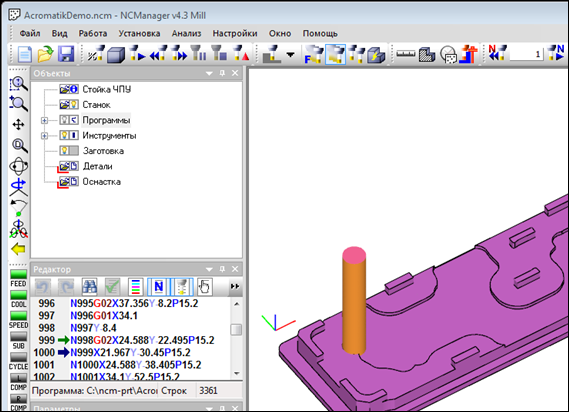 AcromatikDemo.ncm - NCManager v4.3 Mill
Файл Вид Работа Установка Анализ Настройки Окно Помощь
F N N 1 N
Объекты
Стойка ЧПУ
Станок
Программы
Инструменты
Заготовка
Детали
Оснастка
Редактор
N
FEED
COOL
SPEED
SUB
CYCLE
L COMP
R COMP
996 N995G02X37.356Y-8.2P15.2
997 N996G01X34.1
998 N997Y-8.4
999 N998G02X24.588Y-22.495P15.2
1000 N999X21.967Y-30.45P15.2
1001 N1000X24.588Y-38.405P15.2
1002 N1001X34.1Y-52.5P15.2
Программа: C:\ncm-prt\Acro Строк 3361
Параметры